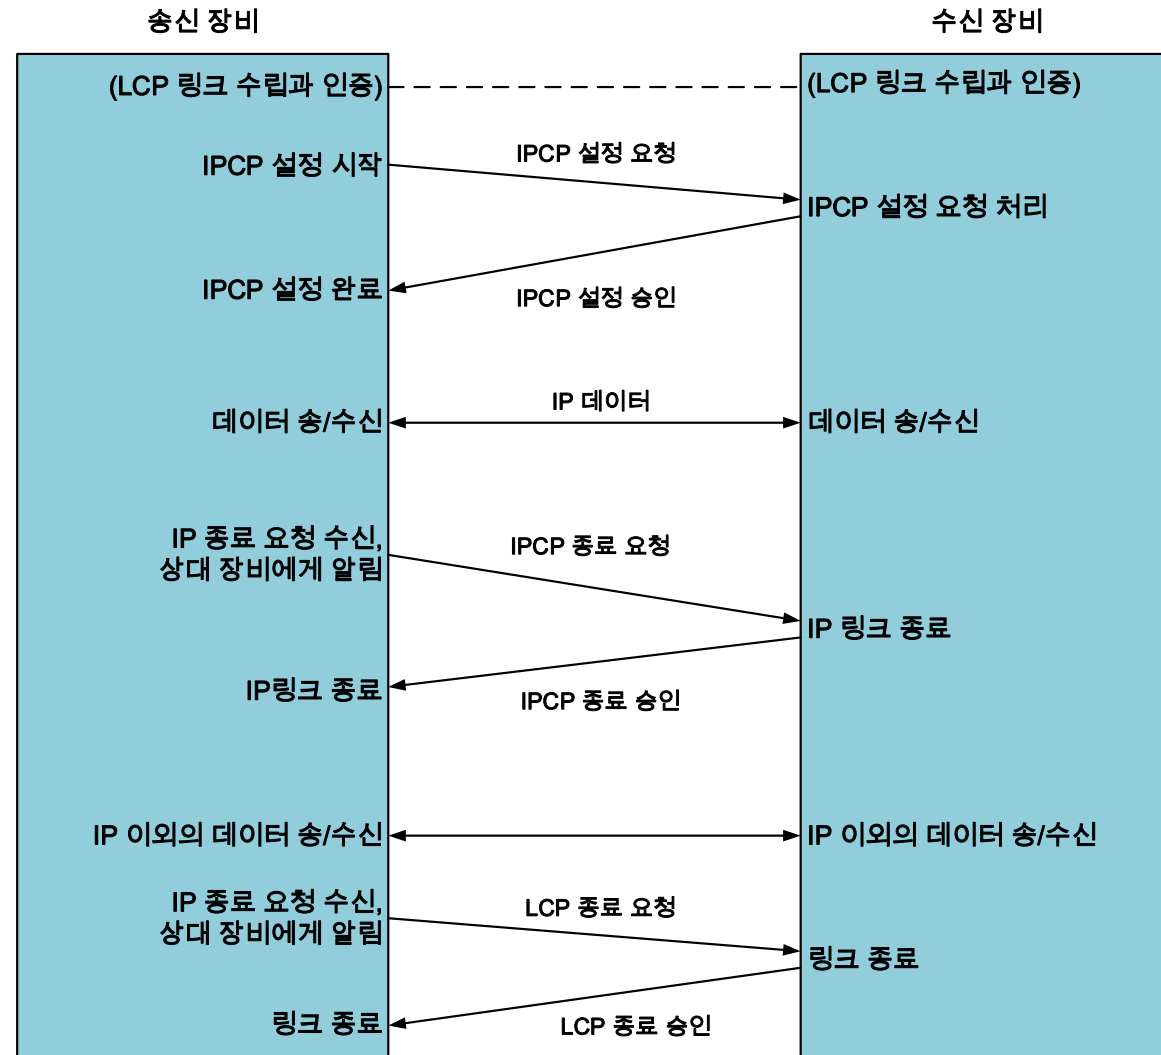 송신 장비
수신 장비
(LCP 링크 수립과 인증)
(LCP 링크 수립과 인증)
IPCP 설정 시작
IPCP 설정 요청
IPCP 설정 요청 처리
IPCP 설정 완료
IPCP 설정 승인
데이터 송/수신
IP 데이터
데이터 송/수신
IP 종료 요청 수신,
상대 장비에게 알림
IPCP 종료 요청
IP 링크 종료
IP링크 종료
IPCP 종료 승인
IP 이외의 데이터 송/수신
IP 이외의 데이터 송/수신
IP 종료 요청 수신,
상대 장비에게 알림
LCP 종료 요청
링크 종료
링크 종료
LCP 종료 승인